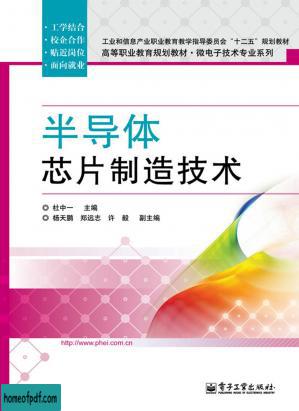 · 工学结合
· 校企合作
· 贴近岗位
· 面向就业
工业和信息产业职业教育教学指导委员会“十二五”规划教材
高等职业教育规划教材·微电子技术专业系列
半导体
芯片制造技术
◎ 杜中一 主编
◎ 杨天鹏 郑远志 许 毅 副主编
http://www.phei.com.cn
电子工业出版社
homeofpdf.com